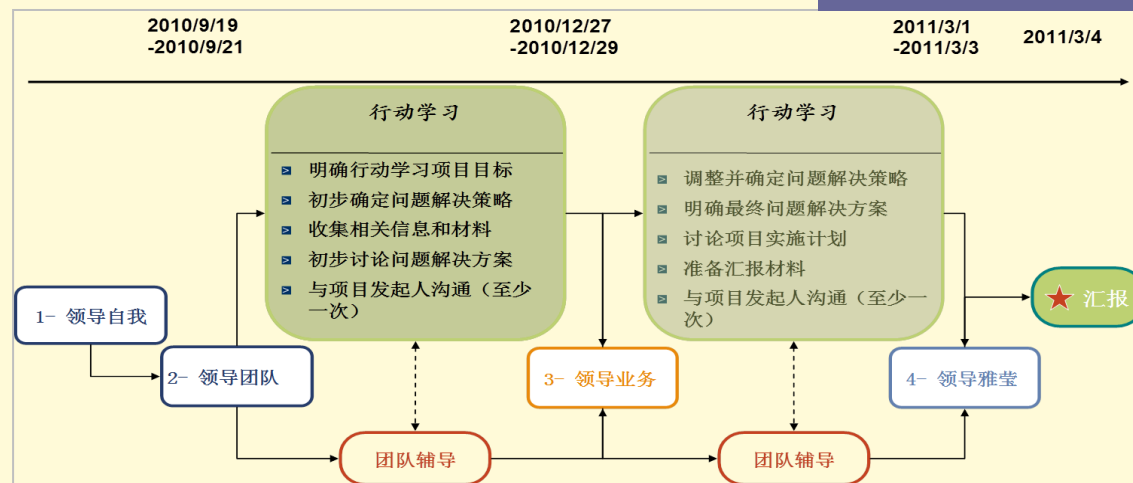 2010/9/19
-2010/9/21
2010/12/27
-2010/12/29
2011/3/1
-2011/3/3
2011/3/4
行动学习
明确行动学习项目目标
初步确定问题解决策略
收集相关信息和材料
初步讨论问题解决方案
与项目发起人沟通（至少
一次）
行动学习
调整并确定问题解决策略
明确最终问题解决方案
讨论项目实施计划
准备汇报材料
与项目发起人沟通（至少一
次）
1- 领导自我
2- 领导团队
3- 领导业务
4- 领导雅莹
汇报
团队辅导
团队辅导